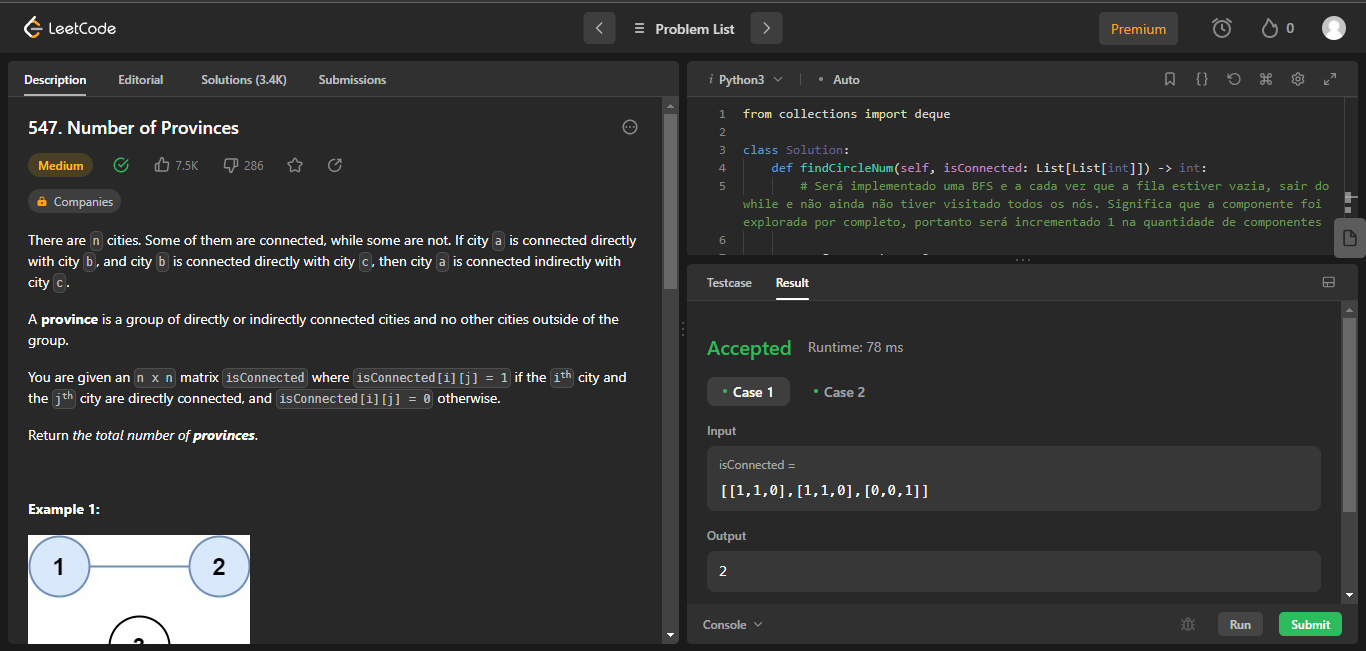 LeetCode
Problem List
Premium
0
Description Editorial Solutions (3.4K) Submissions
547. Number of Provinces
Medium 7.5K 286
Companies
There are n cities. Some of them are connected, while some are not. If city a is connected directly
with city b, and city b is connected directly with city c, then city a is connected indirectly with
city c.
A province is a group of directly or indirectly connected cities and no other cities outside of the
group.
You are given an n x n matrix isConnected where isConnected[i][j] = 1 if the ith city and
the jth city are directly connected, and isConnected[i][j] = 0 otherwise.
Return the total number of provinces.
Example 1:
1 2
i Python3 • Auto
1 from collections import deque
2
3 class Solution:
4 def findCircleNum(self, isConnected: List[List[int]]) -> int:
5 # Será implementado uma BFS e a cada vez que a fila estiver vazia, sair do
while e não ainda não tiver visitado todos os nós. Significa que a componente foi
explorada por completo, portanto será incrementado 1 na quantidade de componentes
6
Testcase Result
Accepted Runtime: 78 ms
• Case 1 • Case 2
Input
isConnected =
[[1,1,0],[1,1,0],[0,0,1]]
Output
2
Console Run Submit